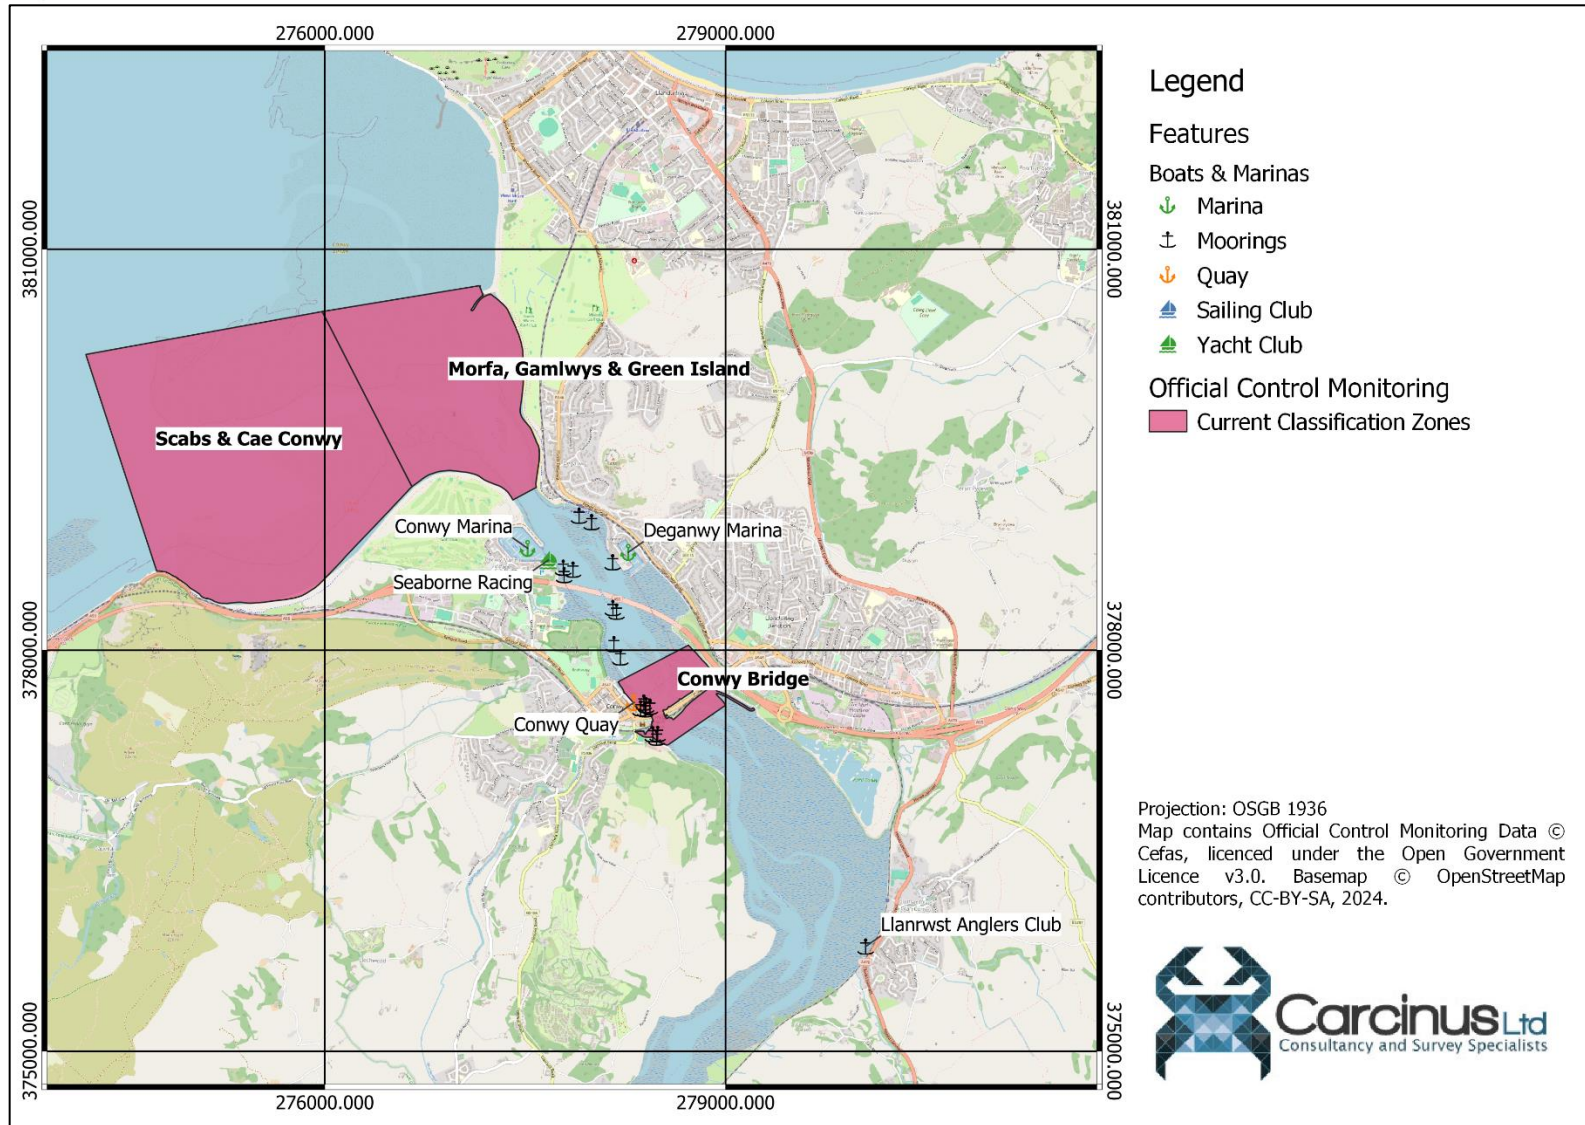 276000.000
279000.000
381000.000
381000.000
Legend
Features
Boats & Marinas
Marina
Moorings
Quay
Sailing Club
Yacht Club
Official Control Monitoring
Current Classification Zones
Morfa, Gamlwys & Green Island
Scabs & Cae Conwy
Conwy Marina
Deganwy Marina
Seaborne Racing
378000.000
378000.000
Conwy Bridge
Conwy Quay
Llanrwst Anglers Club
Projection: OSGB 1936
Map contains Official Control Monitoring Data ©
Cefas, licenced under the Open Government
Licence v3.0. Basemap © OpenStreetMap
contributors, CC-BY-SA, 2024.
Carcinus Ltd
Consultancy and Survey Specialists
375000.000
375000.000
276000.000
279000.000